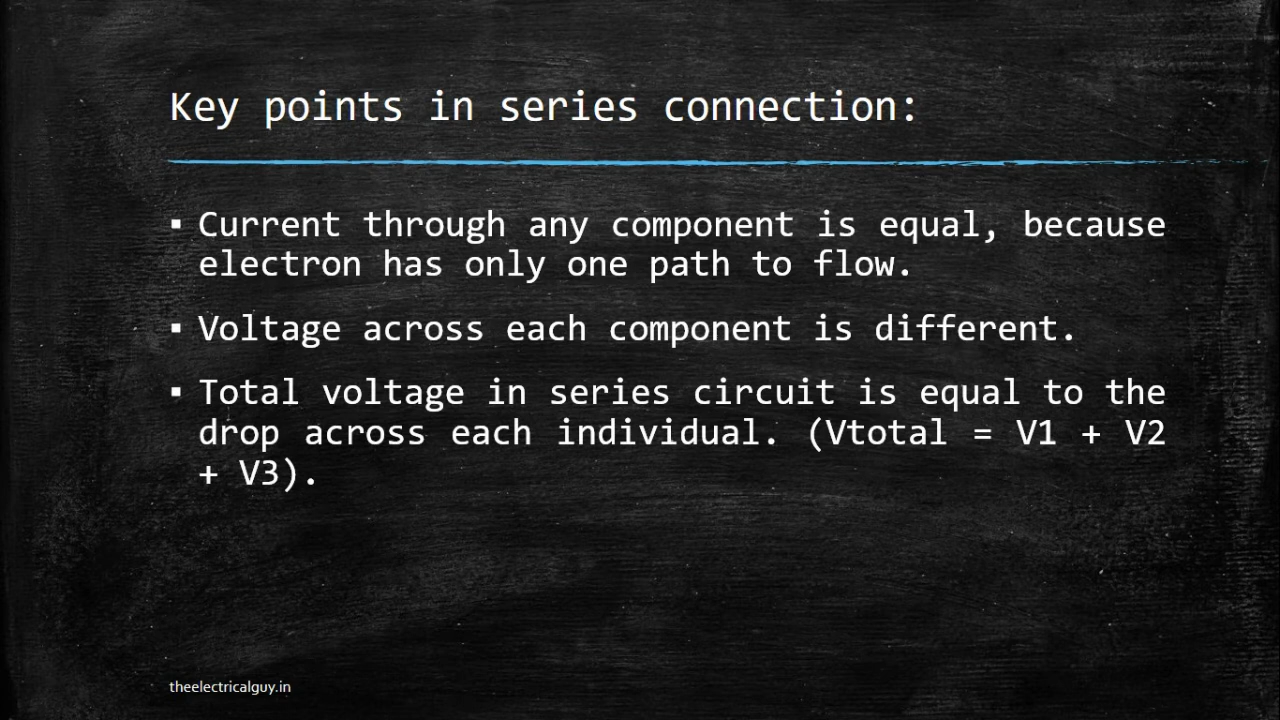 Key points in series connection:
▪ Current through any component is equal, because
electron has only one path to flow.
▪ Voltage across each component is different.
▪ Total voltage in series circuit is equal to the
drop across each individual. (Vtotal = V1 + V2
+ V3).
theelectricalguy.in